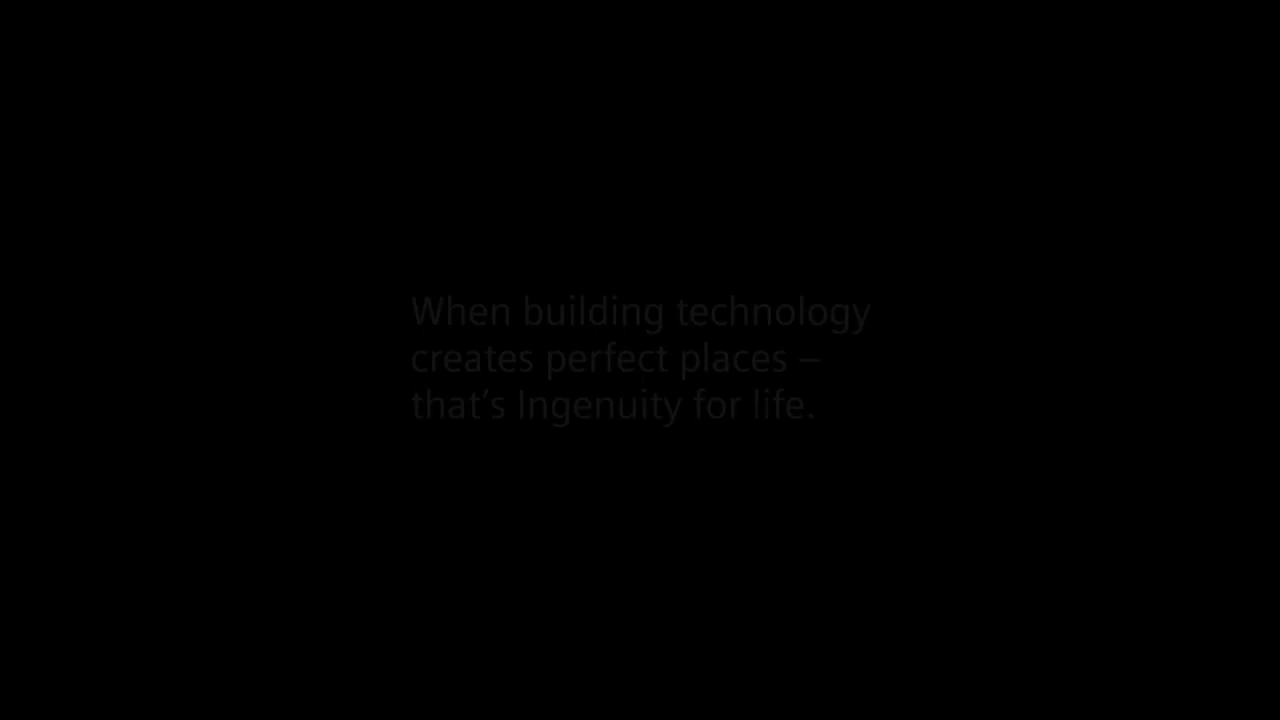 When building technology
creates perfect places –
that’s Ingenuity for life.